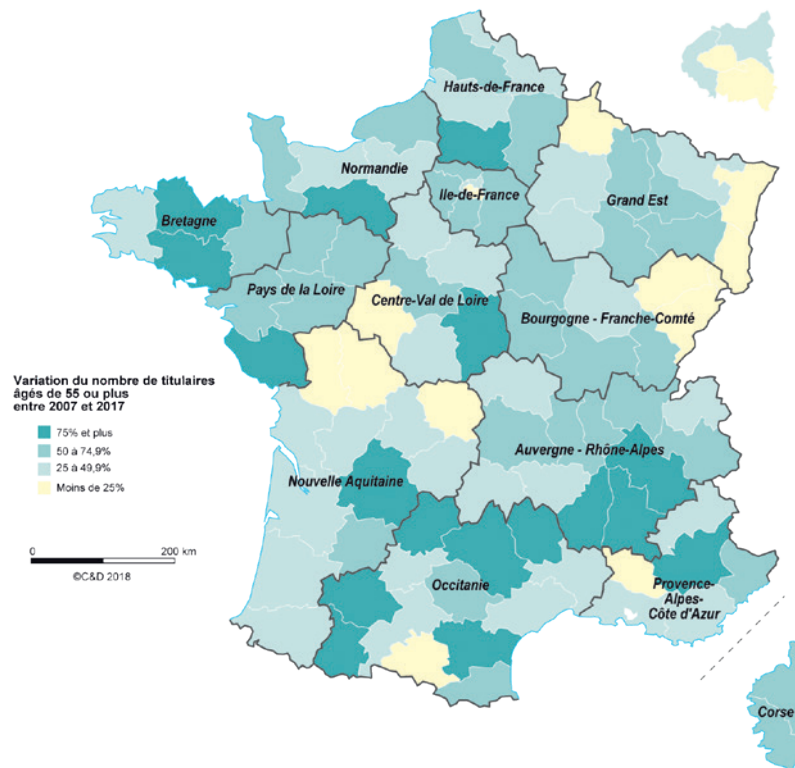 Hauts-de-France
Normandie
Ile-de-France
Grand Est
Bretagne
Pays de la Loire
Centre-Val de Loire
Bourgogne - Franche-Comté
Variation du nombre de titulaires
âgés de 55 ou plus
entre 2007 et 2017
75% et plus
50 à 74,9%
25 à 49,9%
Moins de 25%
Auvergne - Rhône-Alpes
Nouvelle Aquitaine
0 200 km
©C&D 2018
Occitanie
Provence-
Alpes-
Côte d'Azur
Corse